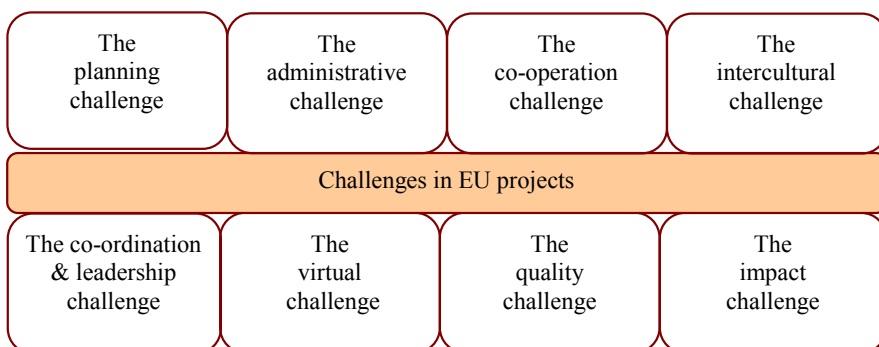 The
planning
challenge
The
administrative
challenge
The
co-operation
challenge
The
intercultural
challenge
Challenges in EU projects
The co-ordination
& leadership
challenge
The
virtual
challenge
The
quality
challenge
The
impact
challenge